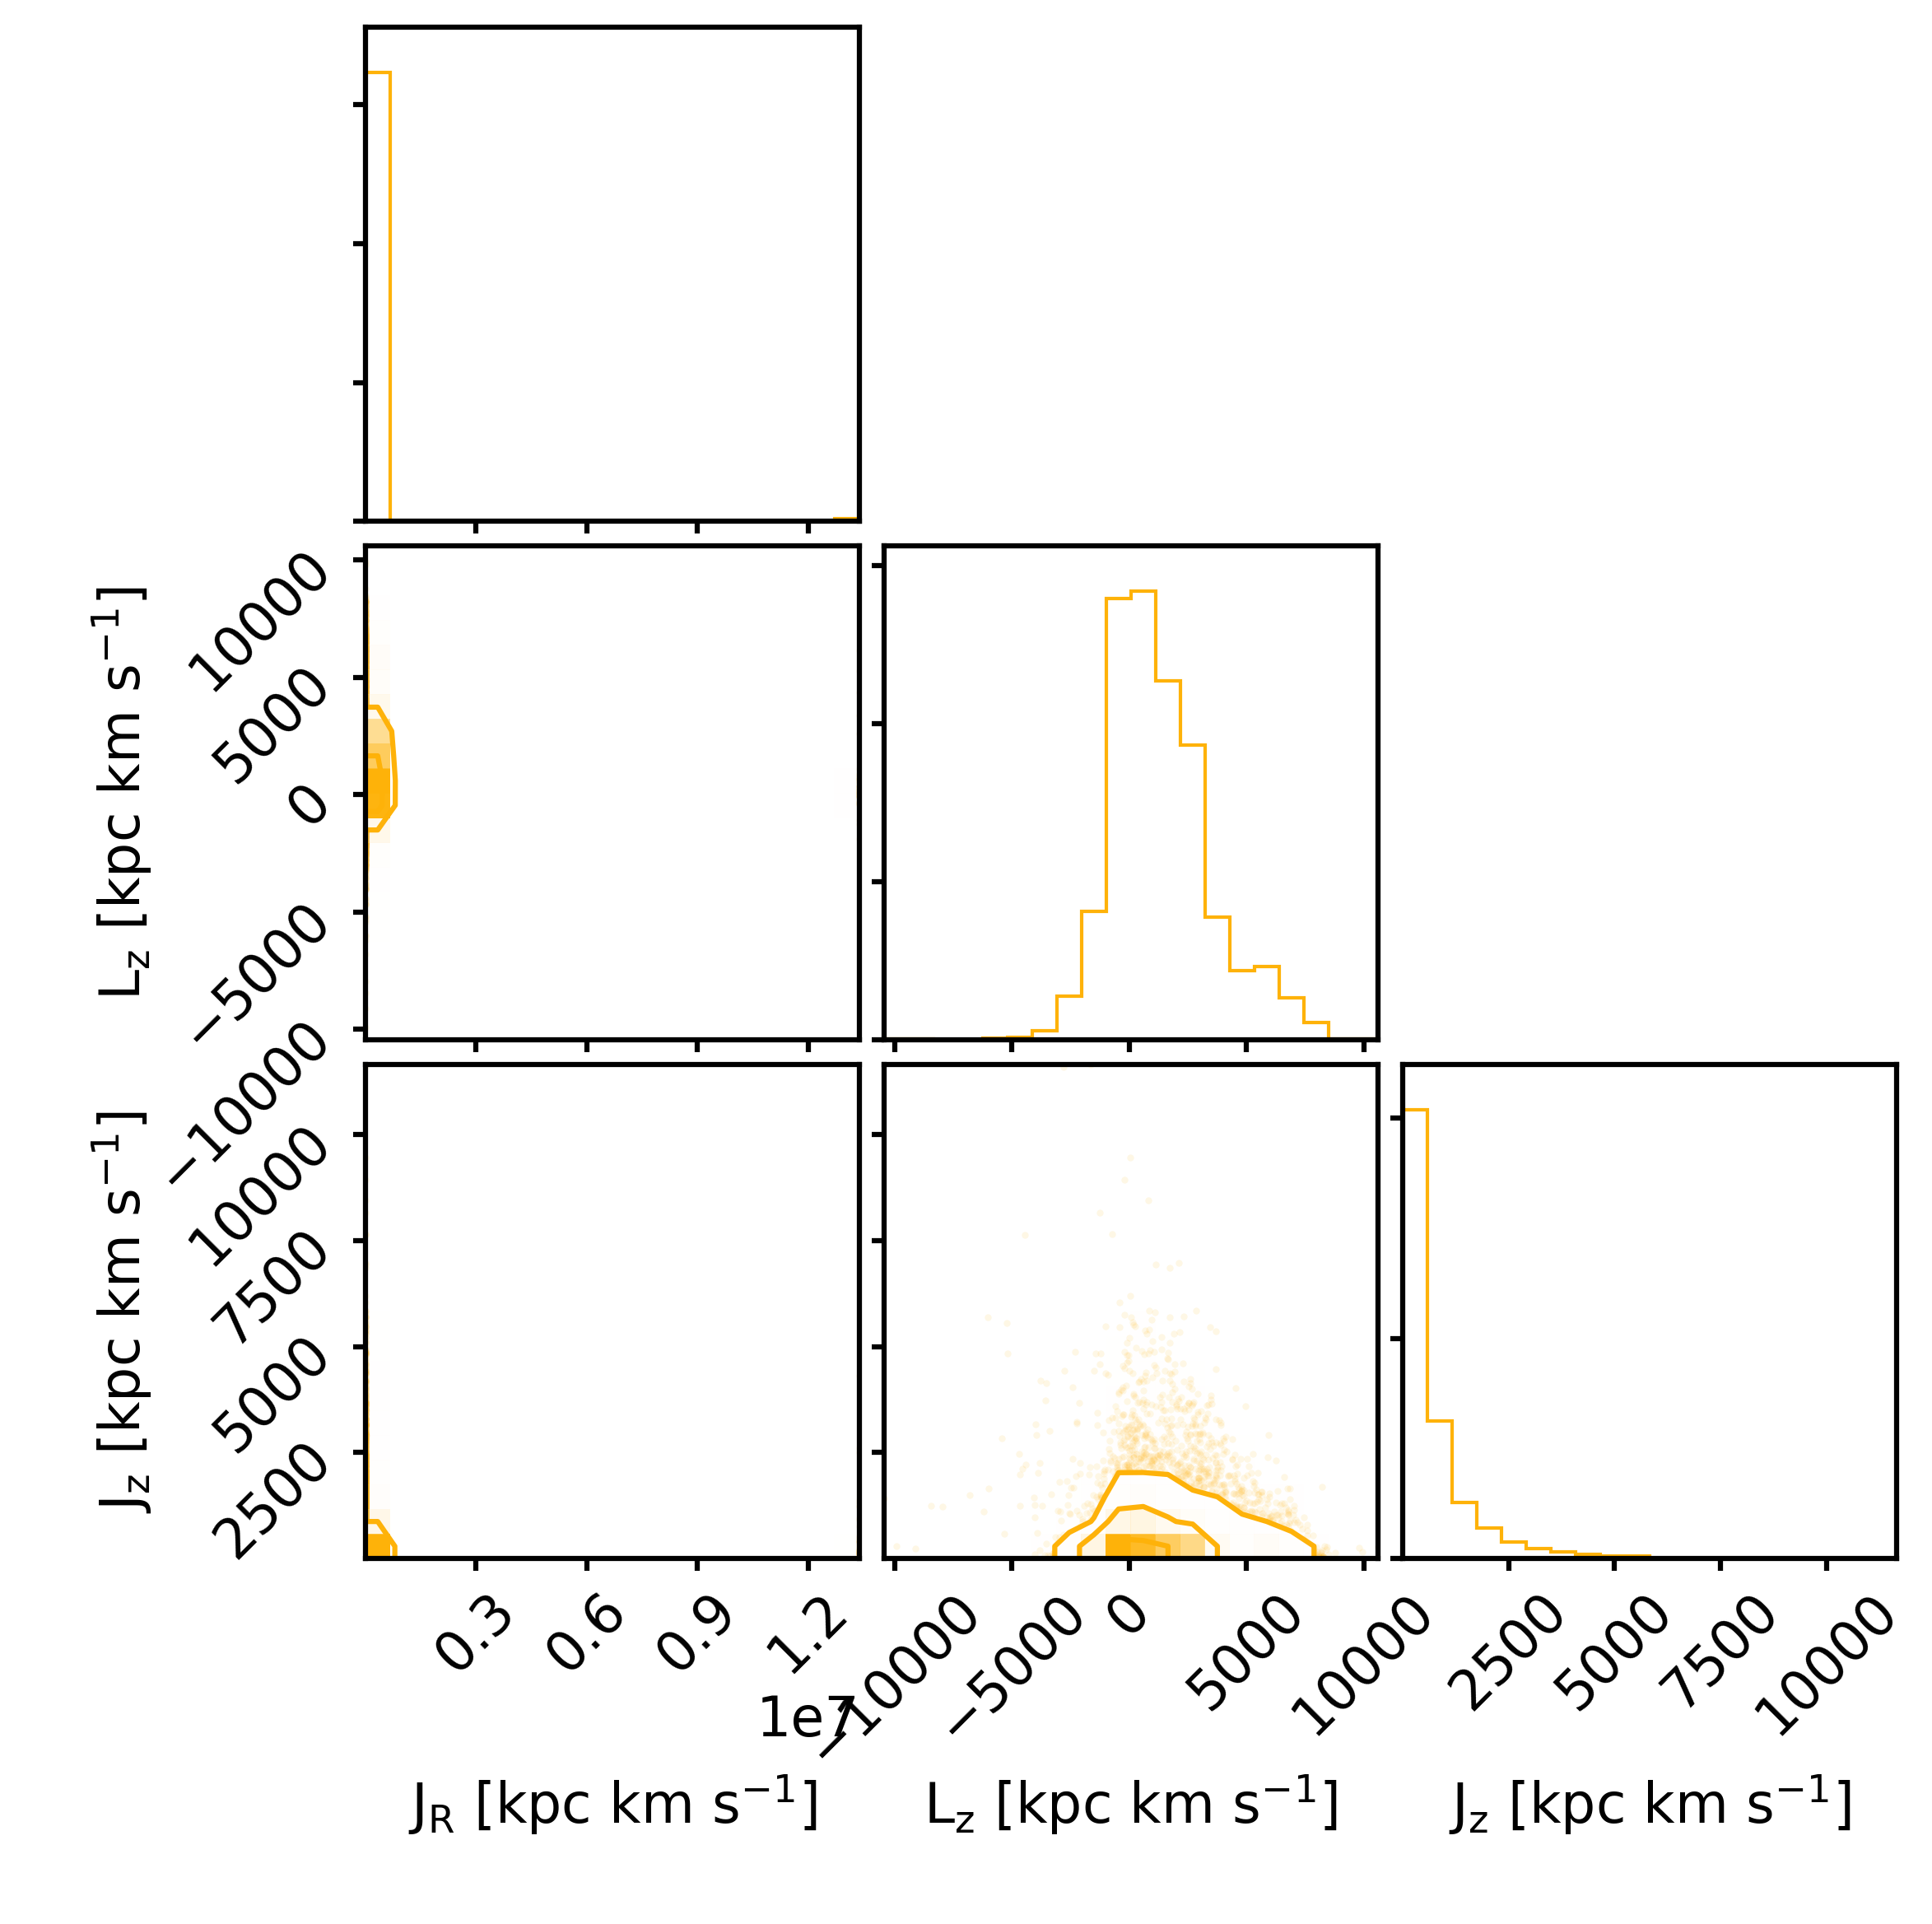 L_z [kpc km s^−1]
10000
5000
0
−5000
−10000
J_z [kpc km s^−1]
10000
7500
5000
2500
0.3 0.6 0.9 1.2
1e7
J_R [kpc km s^−1]
−10000 −5000 0 5000 10000
L_z [kpc km s^−1]
2500 5000 7500 10000
J_z [kpc km s^−1]